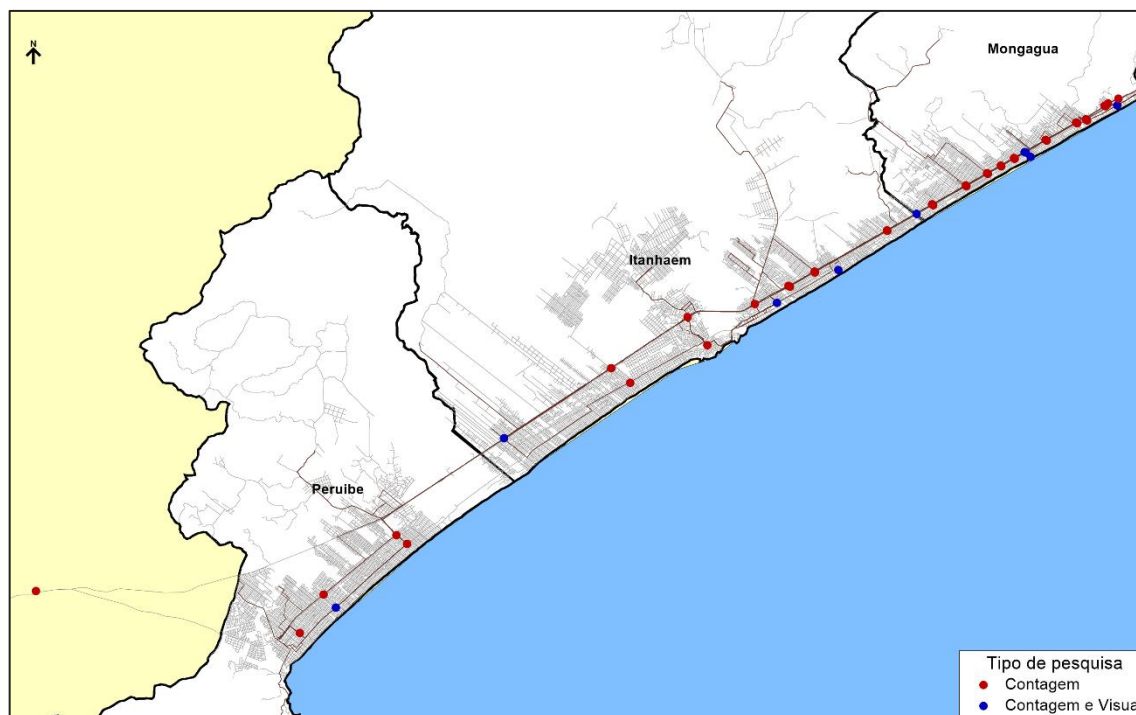 N
Mongagua
Itanhaem
Peruibe
Tipo de pesquisa
Contagem
Contagem e Visua